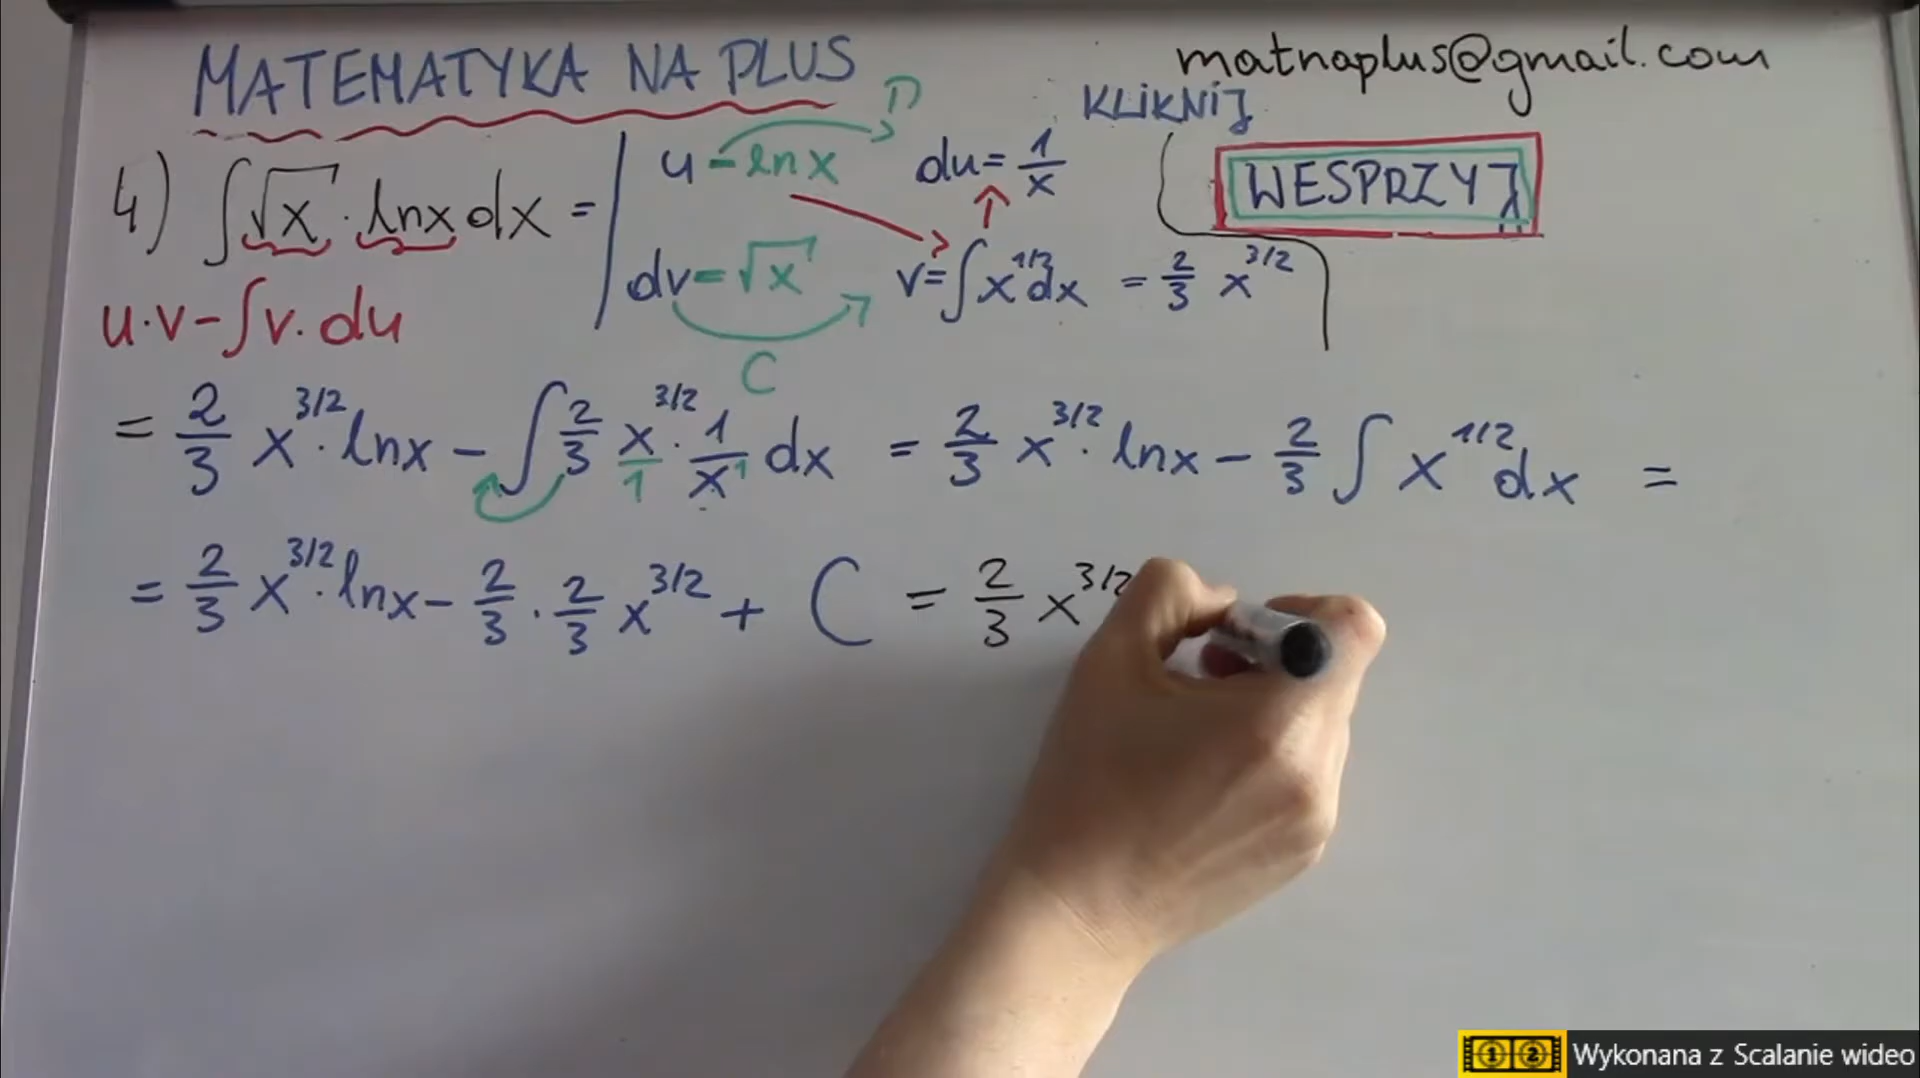 MATEMATYKA NA PLUS
matnaplus@gmail.com
KLIKNIJ
WESPRZYJ
4) ∫√x · lnx dx =
u = lnx
D
du = 1/x
dv = √x
C
v = ∫x^1/2 dx = 2/3 x^3/2
u·v - ∫v·du
= 2/3 x^3/2 · lnx - ∫ 2/3 x^3/2/1 · 1/x^1 dx = 2/3 x^3/2 · lnx - 2/3 ∫ x^1/2 dx =
= 2/3 x^3/2 · lnx - 2/3 · 2/3 x^3/2 + C = 2/3 x^3/2
Wykonana z Scalanie wideo